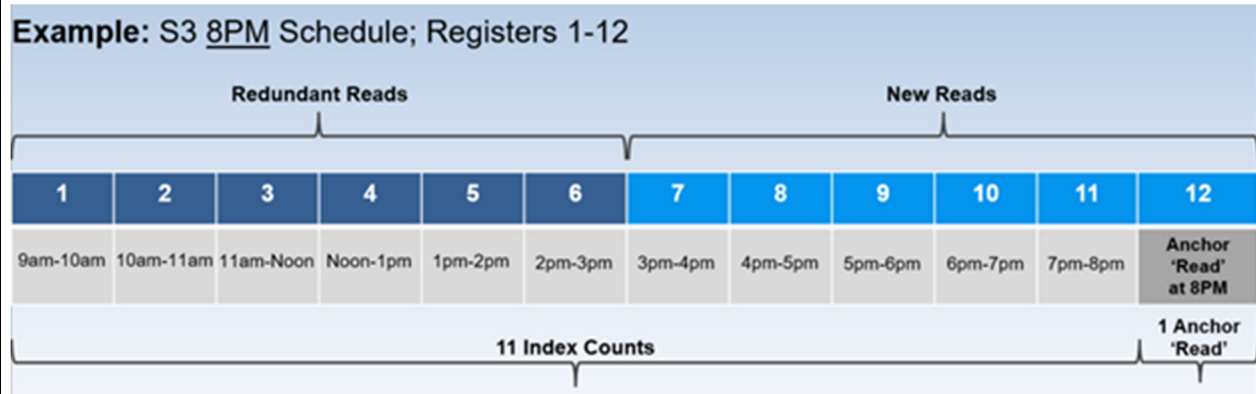 Example: S3 8PM Schedule; Registers 1-12
Redundant Reads
New Reads
1 2 3 4 5 6 7 8 9 10 11 12
9am-10am 10am-11am 11am-Noon Noon-1pm 1pm-2pm 2pm-3pm 3pm-4pm 4pm-5pm 5pm-6pm 6pm-7pm 7pm-8pm
Anchor
‘Read’
at 8PM
11 Index Counts
1 Anchor
‘Read’